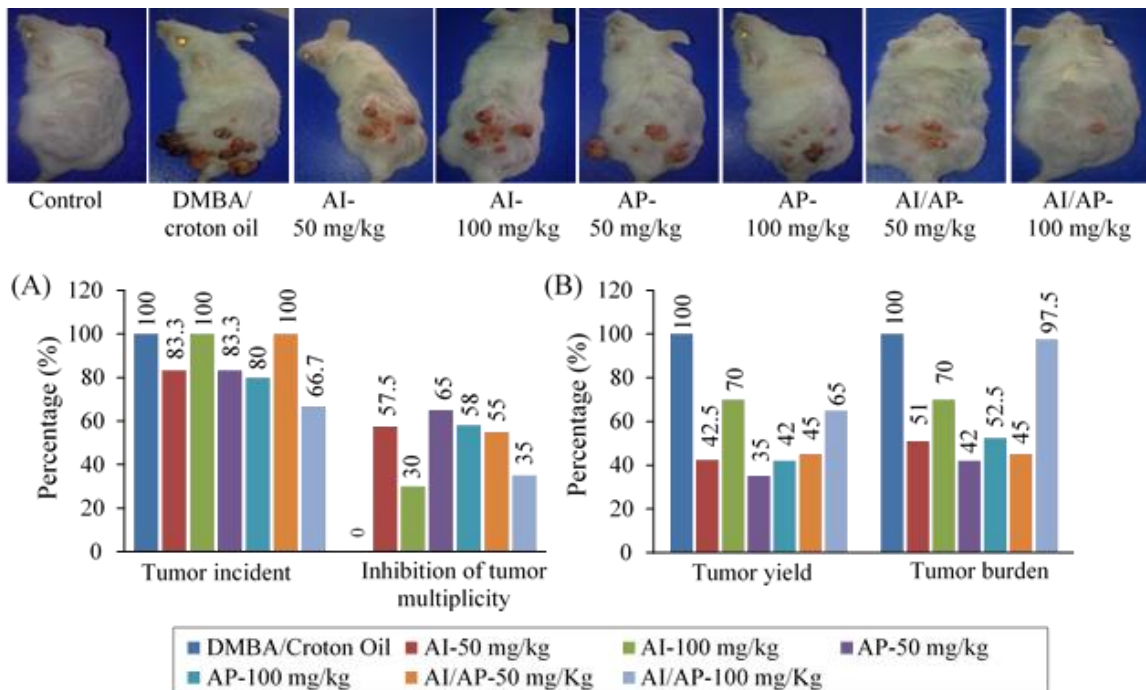 Control
DMBA/
croton oil
AI-
50 mg/kg
AI-
100 mg/kg
AP-
50 mg/kg
AP-
100 mg/kg
AI/AP-
50 mg/kg
AI/AP-
100 mg/kg
(A)
Percentage (%)
120
100
80
60
40
20
0
100
83.3
100
83.3
80
100
66.7
0
57.5
30
65
58
55
35
Tumor incident
Inhibition of tumor
multiplicity
(B)
Percentage (%)
120
100
80
60
40
20
0
100
42.5
70
35
42
45
65
100
51
70
42
52.5
45
97.5
Tumor yield
Tumor burden
DMBA/Croton Oil
AI-50 mg/kg
AI-100 mg/kg
AP-50 mg/kg
AP-100 mg/kg
AI/AP-50 mg/Kg
AI/AP-100 mg/Kg